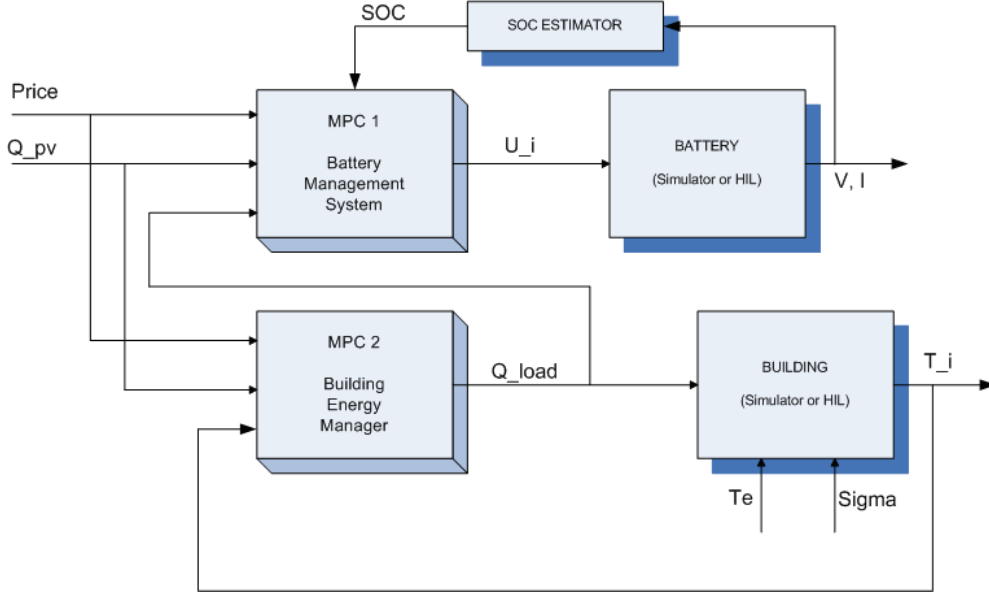 SOC
SOC ESTIMATOR
Price
Q_pv
MPC 1
Battery
Management
System
U_i
BATTERY
(Simulator or HIL)
V, I
MPC 2
Building
Energy
Manager
Q_load
BUILDING
(Simulator or HIL)
T_i
Te
Sigma